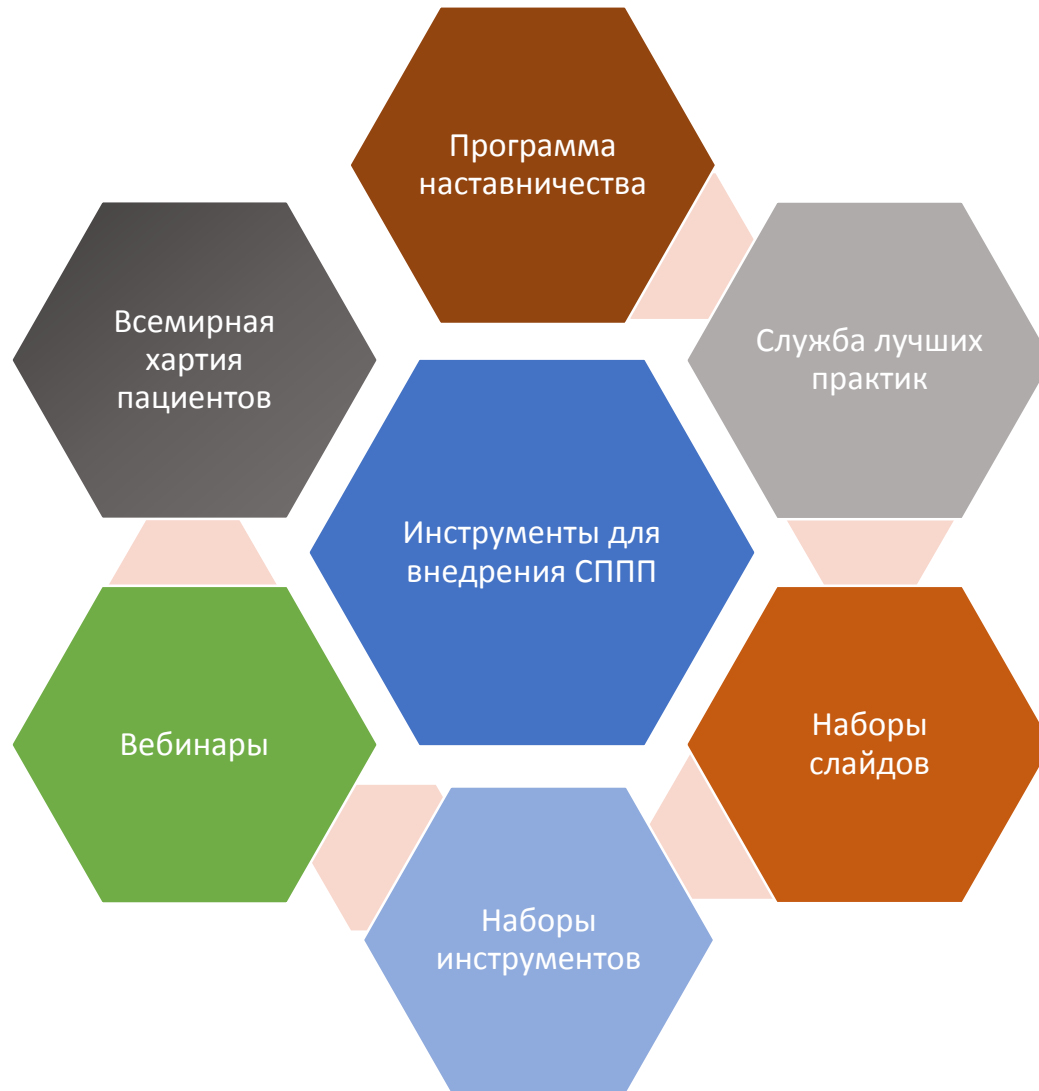 Программа
наставничества
Всемирная
хартия
пациентов
Служба лучших
практик
Инструменты для
внедрения СППП
Вебинары
Наборы
слайдов
Наборы
инструментов